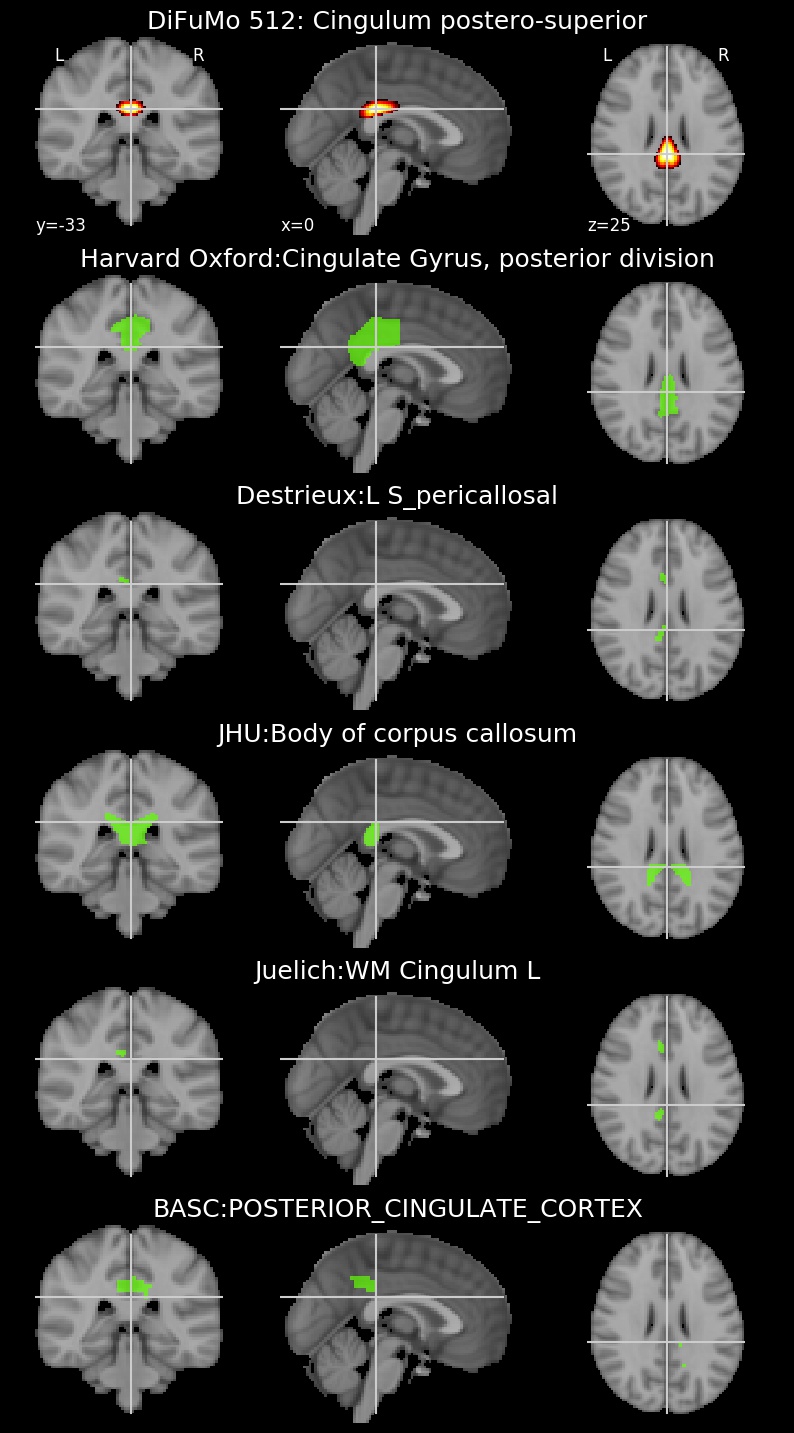 DiFuMo 512: Cingulum postero-superior
L R L R
y=-33 x=0 z=25
Harvard Oxford:Cingulate Gyrus, posterior division
Destrieux:L S_pericallosal
JHU:Body of corpus callosum
Juelich:WM Cingulum L
BASC:POSTERIOR_CINGULATE_CORTEX